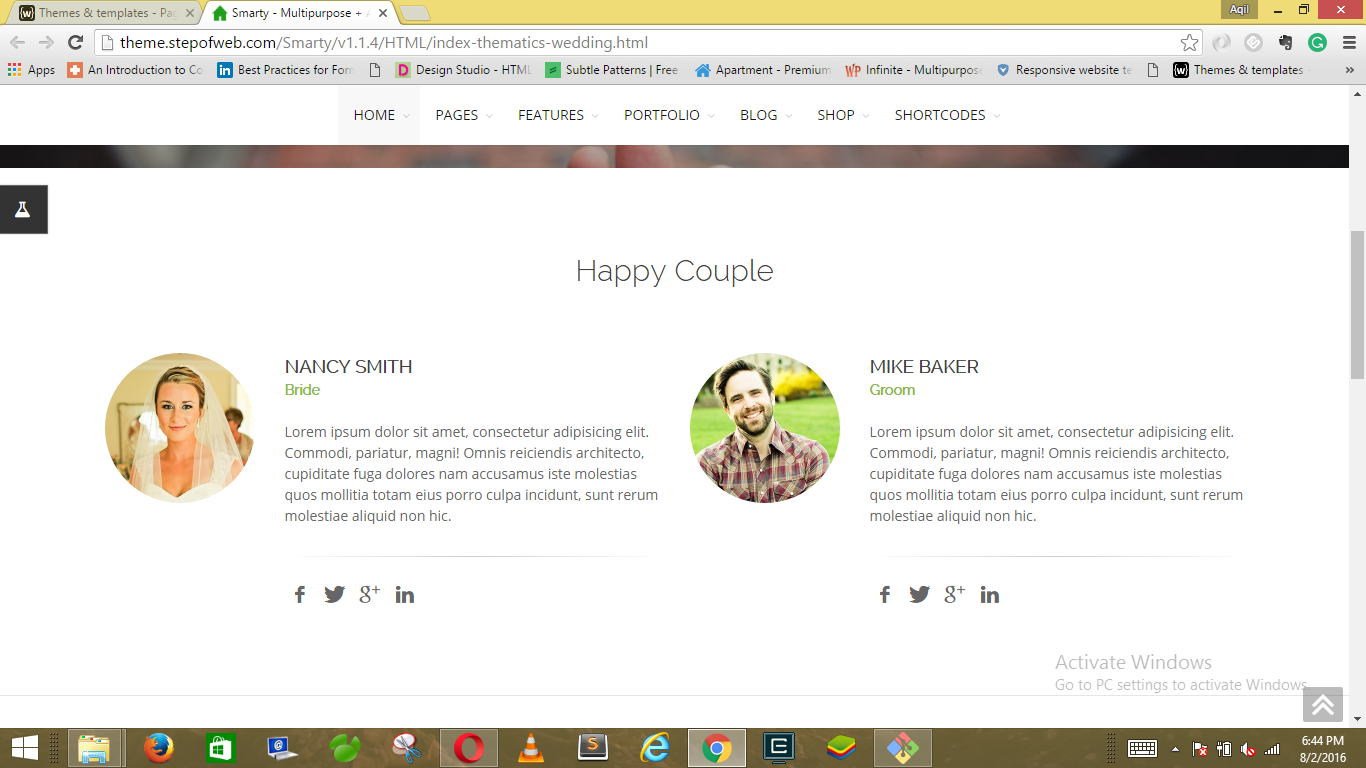 Themes & templates - Pa
Smarty - Multipurpose +
Aqil
theme.stepofweb.com/Smarty/v1.1.4/HTML/index-thematics-wedding.html
Apps
An Introduction to Co
Best Practices for For
Design Studio - HTML
Subtle Patterns | Free
Apartment - Premium
Infinite - Multipurpos
Responsive website te
Themes & templates
HOME
PAGES
FEATURES
PORTFOLIO
BLOG
SHOP
SHORTCODES
Happy Couple
NANCY SMITH
Bride
Lorem ipsum dolor sit amet, consectetur adipisicing elit.
Commodi, pariatur, magni! Omnis reiciendis architecto,
cupiditate fuga dolores nam accusamus iste molestias
quos mollitia totam eius porro culpa incidunt, sunt rerum
molestiae aliquid non hic.
MIKE BAKER
Groom
Lorem ipsum dolor sit amet, consectetur adipisicing elit.
Commodi, pariatur, magni! Omnis reiciendis architecto,
cupiditate fuga dolores nam accusamus iste molestias
quos mollitia totam eius porro culpa incidunt, sunt rerum
molestiae aliquid non hic.
Activate Windows
Go to PC settings to activate Windows.
6:44 PM
8/2/2016